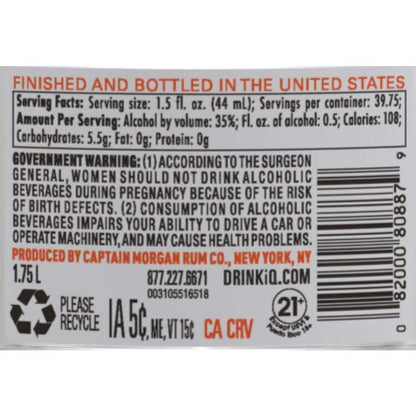 FINISHED AND BOTTLED IN THE UNITED STATES
Serving Facts: Serving size: 1.5 fl. oz. (44 mL); Servings per container: 39.75;
Amount Per Serving: Alcohol by volume: 35%; Fl. oz. of alcohol: 0.5; Calories: 108;
Carbohydrates: 5.5g; Fat: 0g; Protein: 0g
GOVERNMENT WARNING: (1) ACCORDING TO THE SURGEON
GENERAL, WOMEN SHOULD NOT DRINK ALCOHOLIC
BEVERAGES DURING PREGNANCY BECAUSE OF THE RISK
OF BIRTH DEFECTS. (2) CONSUMPTION OF ALCOHOLIC
BEVERAGES IMPAIRS YOUR ABILITY TO DRIVE A CAR OR
OPERATE MACHINERY, AND MAY CAUSE HEALTH PROBLEMS.
PRODUCED BY CAPTAIN MORGAN RUM CO., NEW YORK, NY
1.75 L 877.227.6671 DRINKiQ.COM
003105516518
PLEASE
RECYCLE
IA 5¢, ME, VT 15¢ CA CRV
21+
Except USVI &
Puerto Rico 18+
0 82000 80887 9